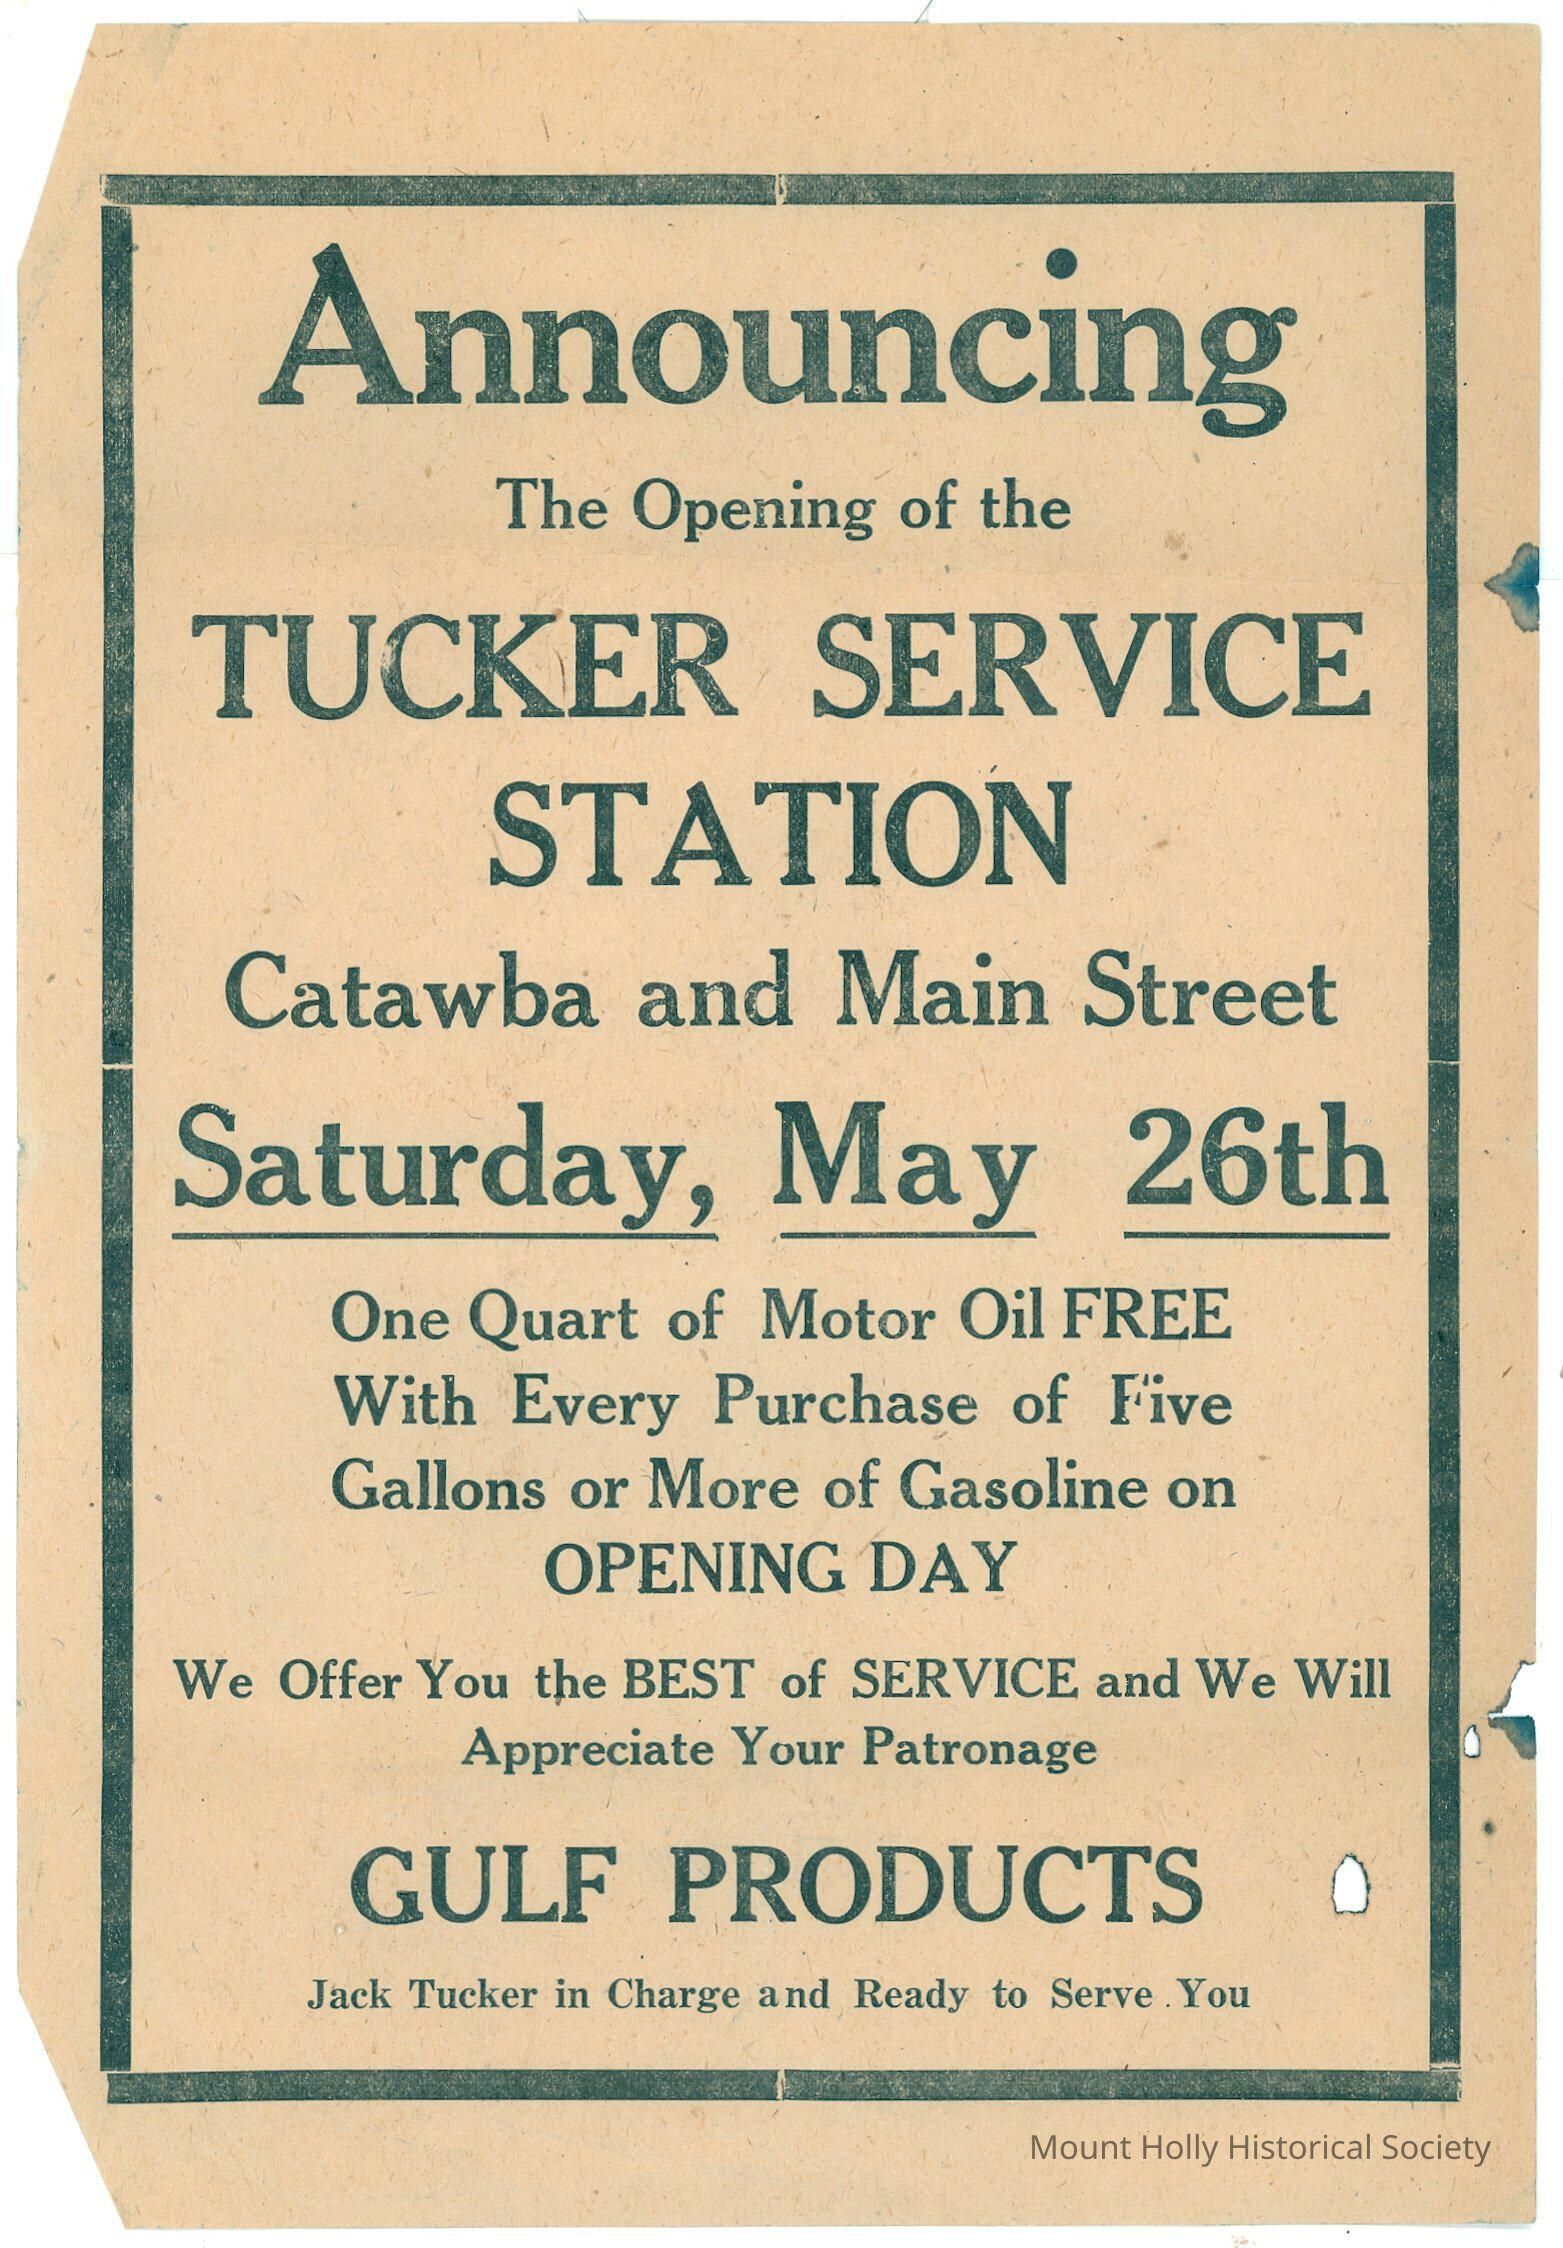 Announcing
The Opening of the
TUCKER SERVICE
STATION
Catawba and Main Street
Saturday, May 26th
One Quart of Motor Oil FREE
With Every Purchase of Five
Gallons or More of Gasoline on
OPENING DAY
We Offer You the BEST of SERVICE and We Will
Appreciate Your Patronage
GULF PRODUCTS
Jack Tucker in Charge and Ready to Serve You
Mount Holly Historical Society